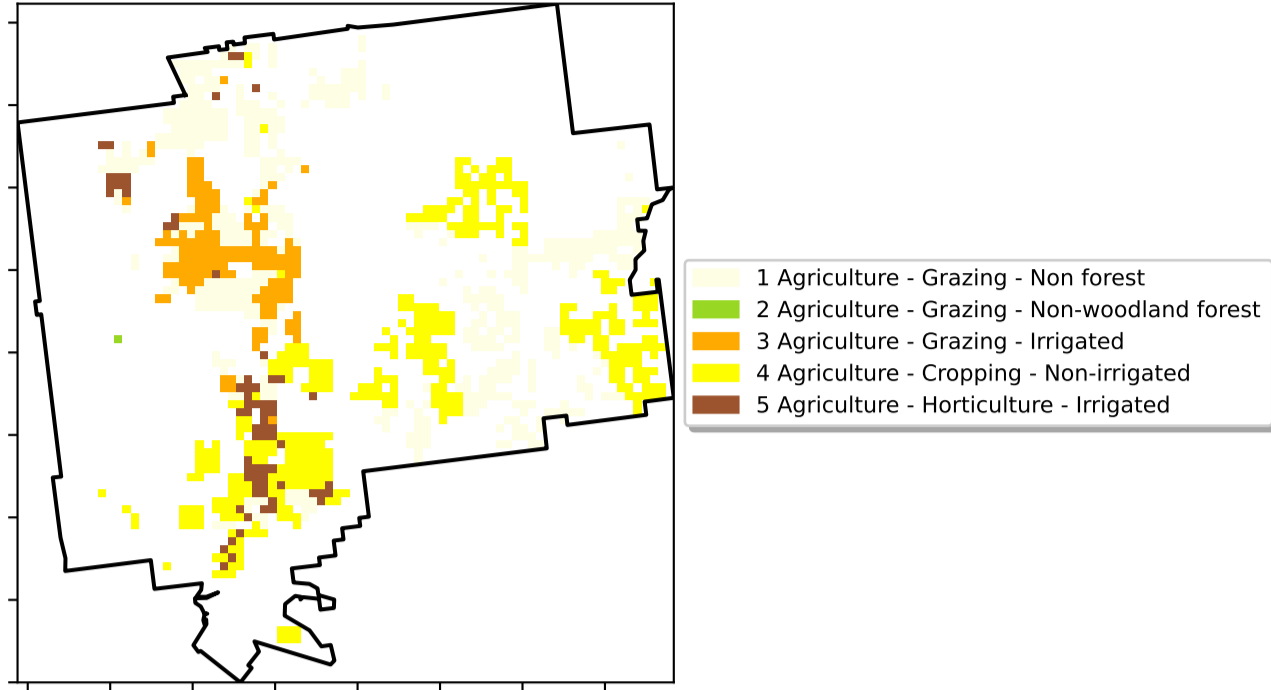 1 Agriculture - Grazing - Non forest
2 Agriculture - Grazing - Non-woodland forest
3 Agriculture - Grazing - Irrigated
4 Agriculture - Cropping - Non-irrigated
5 Agriculture - Horticulture - Irrigated